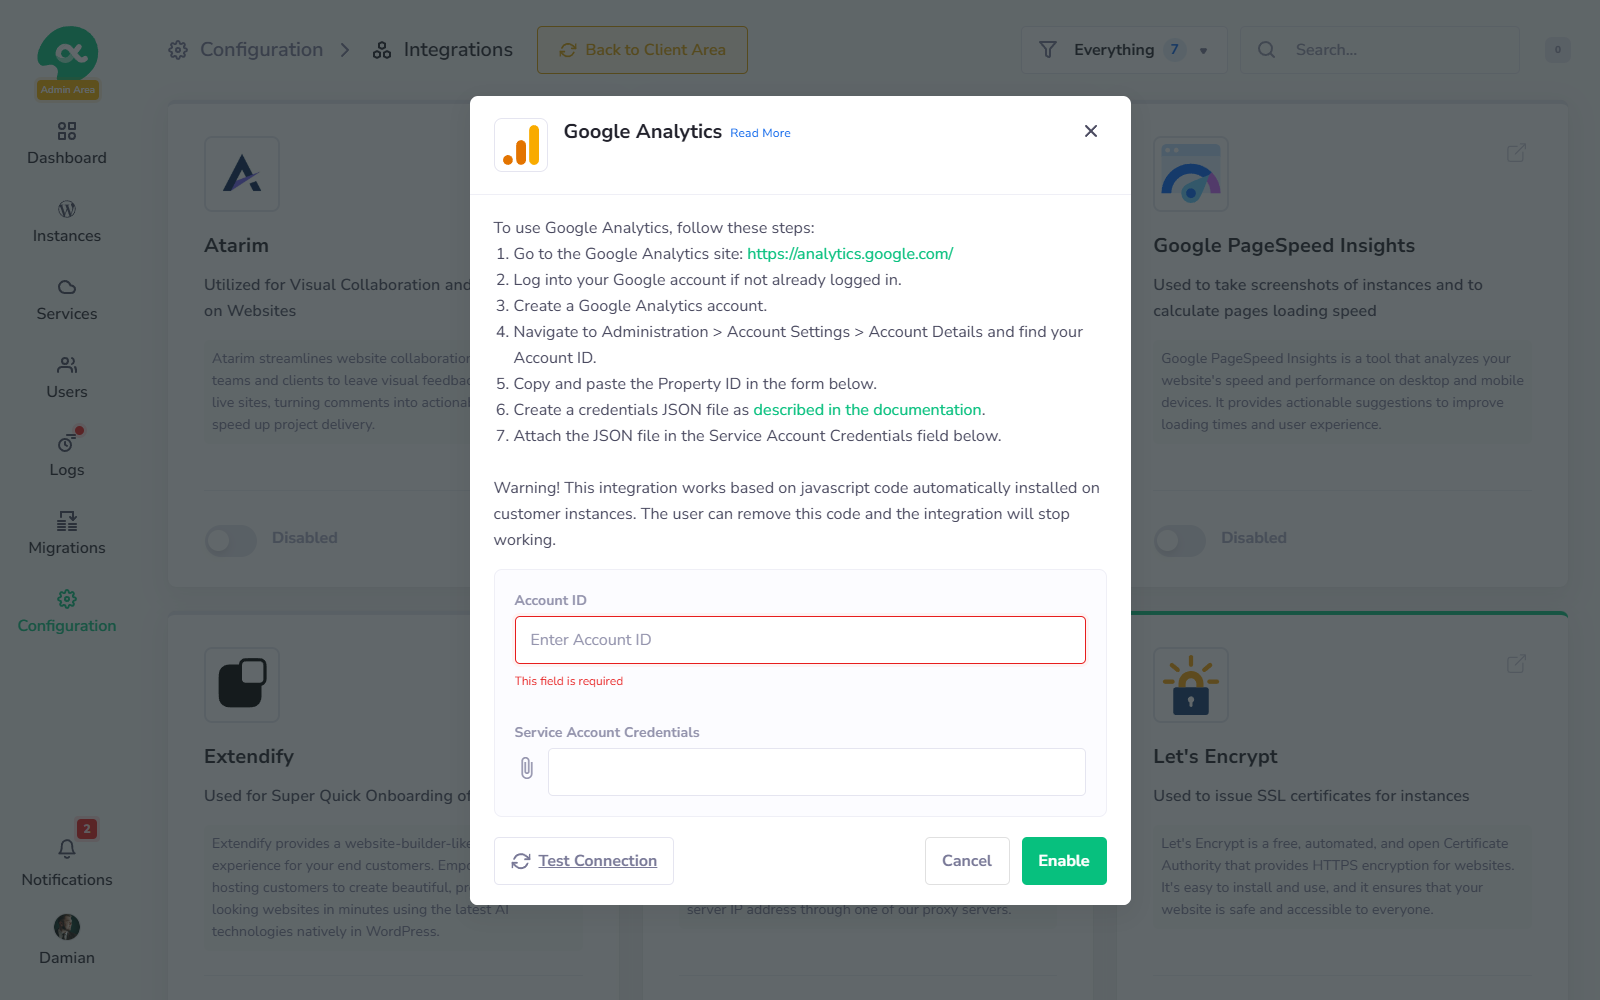 Configuration
Integrations
Back to Client Area
Everything 7
Search...
0
Admin Area
Dashboard
Instances
Services
Users
Logs
Migrations
Configuration
2
Notifications
Damian
Google Analytics Read More
To use Google Analytics, follow these steps:
1. Go to the Google Analytics site: https://analytics.google.com/
2. Log into your Google account if not already logged in.
3. Create a Google Analytics account.
4. Navigate to Administration > Account Settings > Account Details and find your
Account ID.
5. Copy and paste the Property ID in the form below.
6. Create a credentials JSON file as described in the documentation.
7. Attach the JSON file in the Service Account Credentials field below.
Warning! This integration works based on javascript code automatically installed on
customer instances. The user can remove this code and the integration will stop
working.
Account ID
Enter Account ID
This field is required
Service Account Credentials
Test Connection
Cancel
Enable
Atarim
Utilized for Visual Collaboration and
on Websites
Atarim streamlines website collaboration
teams and clients to leave visual
live sites, turning comments into
speed up project delivery.
Disabled
Google PageSpeed Insights
Used to take screenshots of instances and to
calculate pages loading speed
Google PageSpeed Insights is a tool that analyzes your
website's speed and performance on desktop and mobile
devices. It provides actionable suggestions to improve
loading times and user experience.
Disabled
Extendify
Used for Super Quick Onboarding of
Extendify provides a website-builder-like
experience for your end customers.
hosting customers to create beautiful,
looking websites in minutes using the latest AI
technologies natively in WordPress.
server IP address through one of our proxy servers.
Let's Encrypt
Used to issue SSL certificates for instances
Let's Encrypt is a free, automated, and open Certificate
Authority that provides HTTPS encryption for websites.
It's easy to install and use, and it ensures that your
website is safe and accessible to everyone.